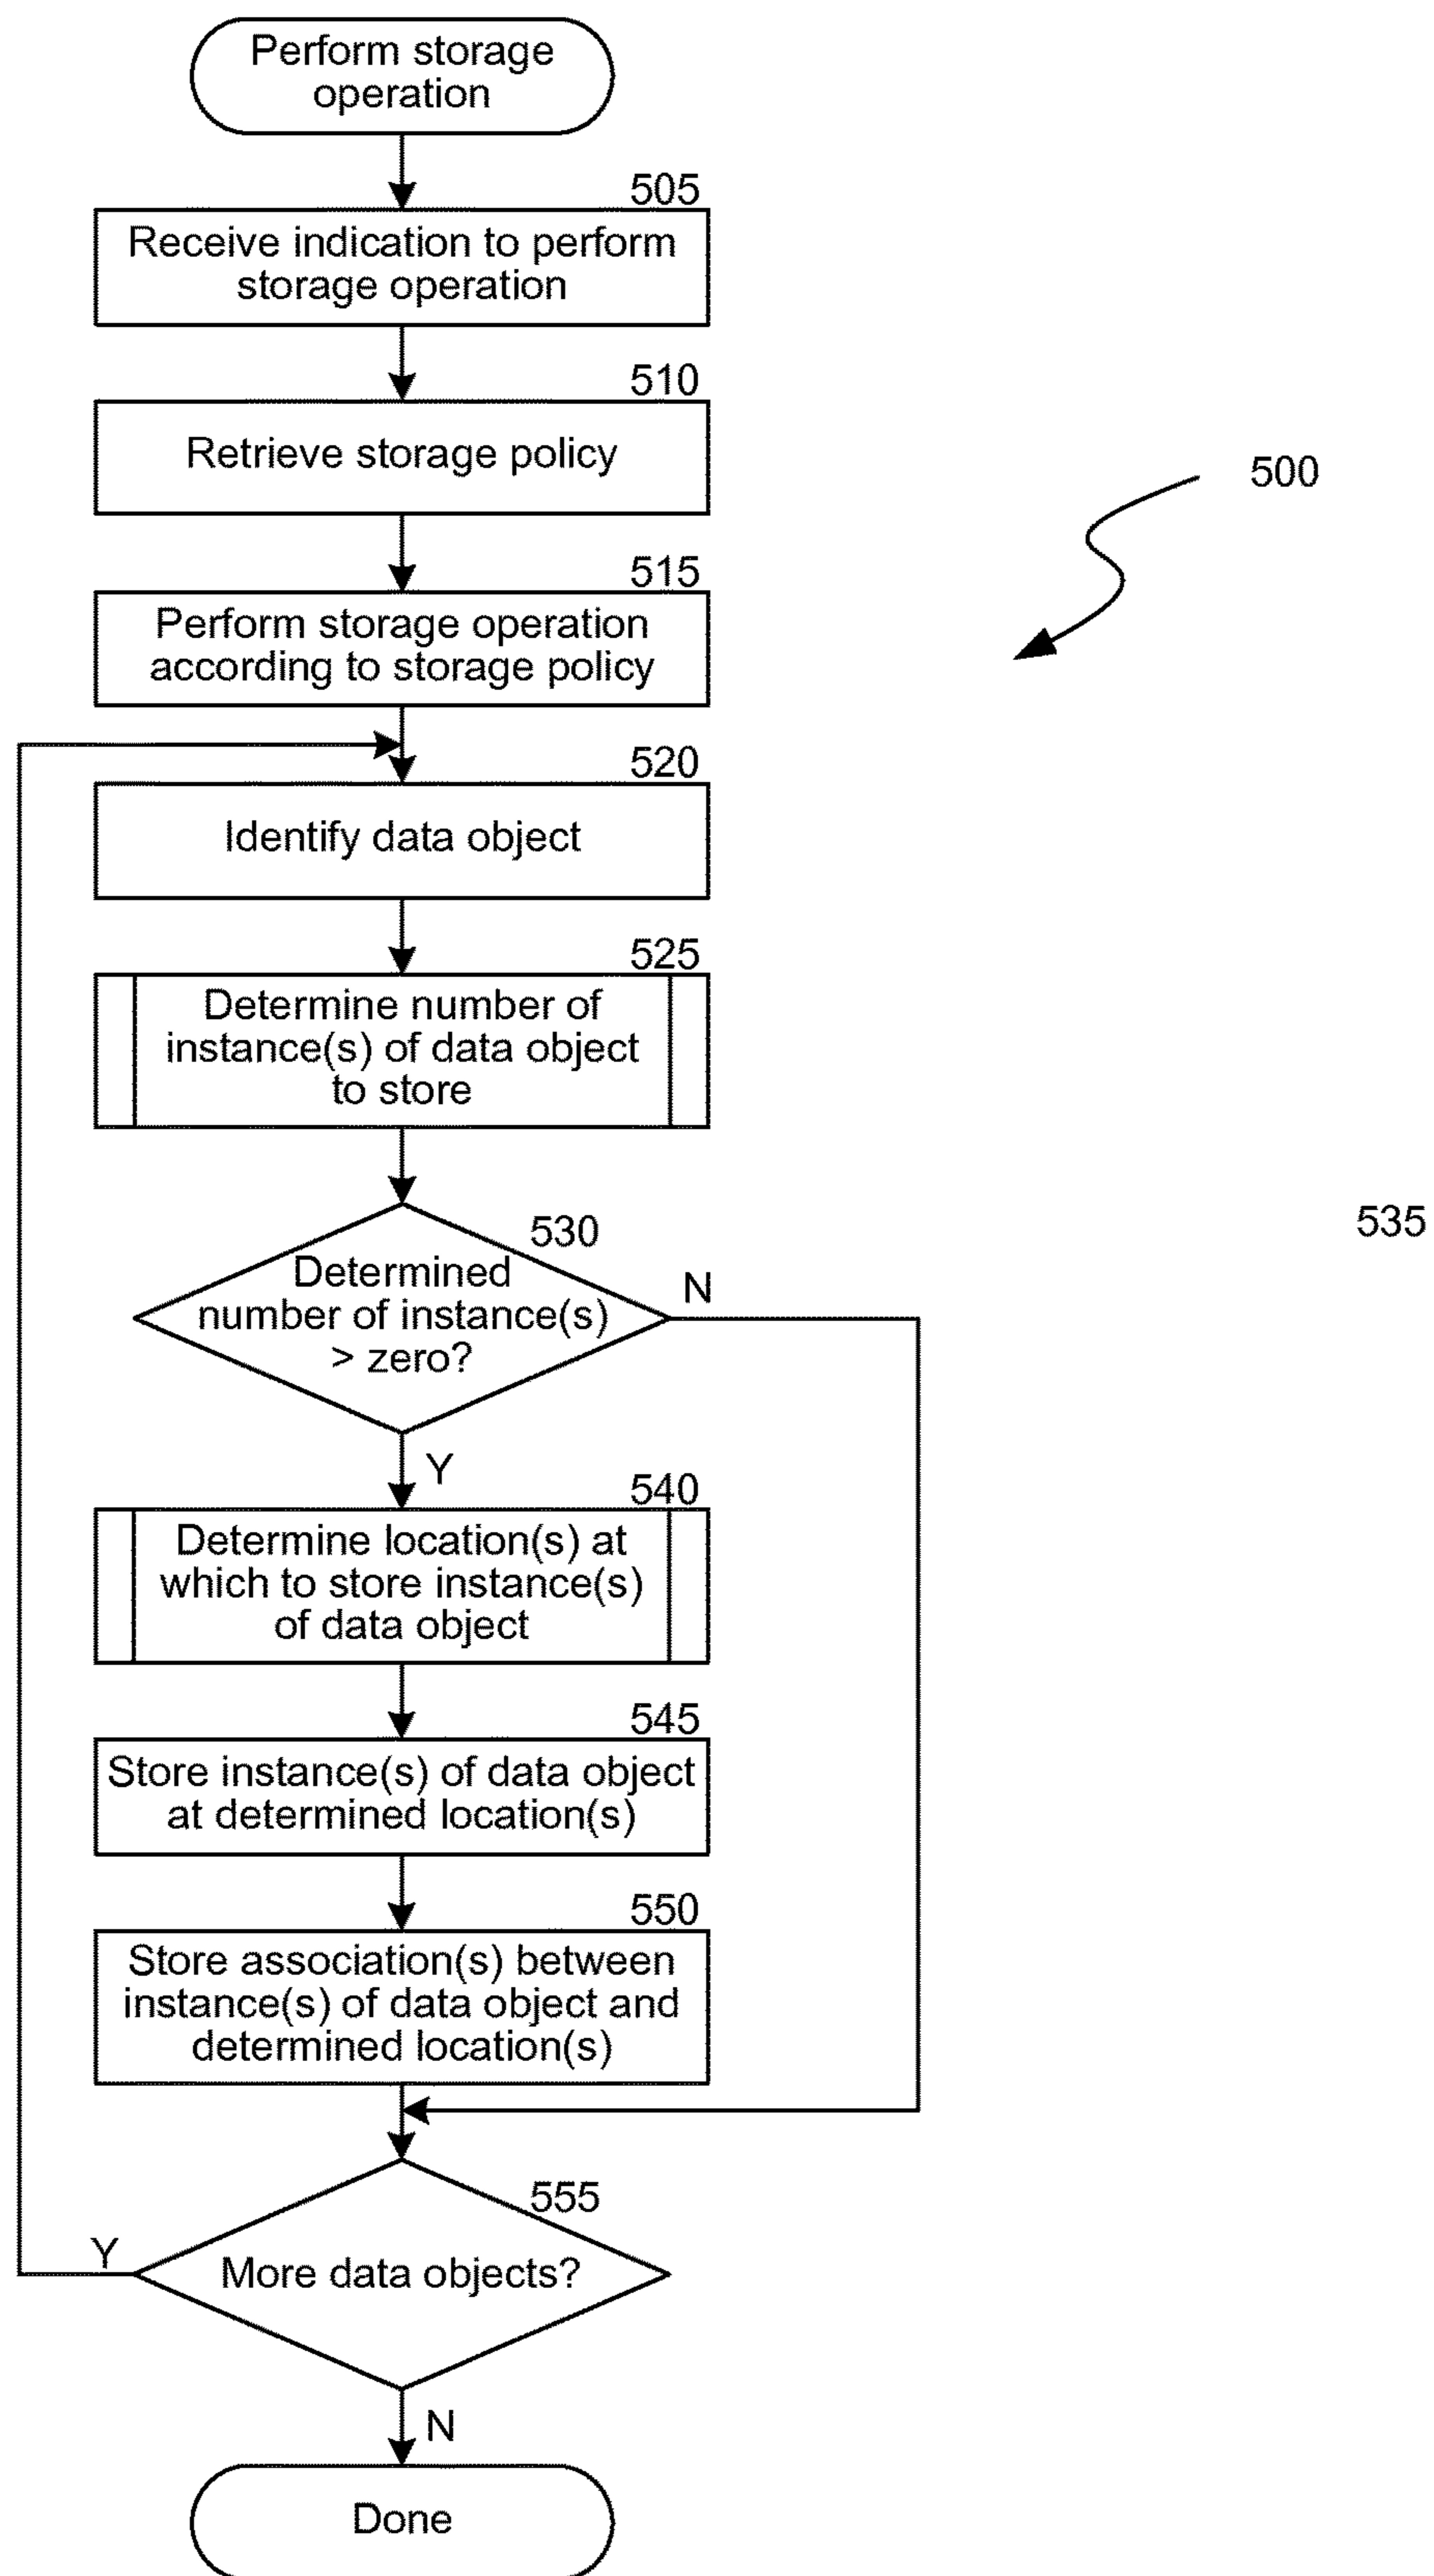 Perform storage
operation
505
Receive indication to perform
storage operation
510
Retrieve storage policy
500
515
Perform storage operation
according to storage policy
520
Identify data object
525
Determine number of
instance(s) of data object
to store
530
535
Determined
number of instance(s)
> zero?
N
Y
540
Determine location(s) at
which to store instance(s)
of data object
545
Store instance(s) of data object
at determined location(s)
550
Store association(s) between
instance(s) of data object and
determined location(s)
555
Y
More data objects?
N
Done